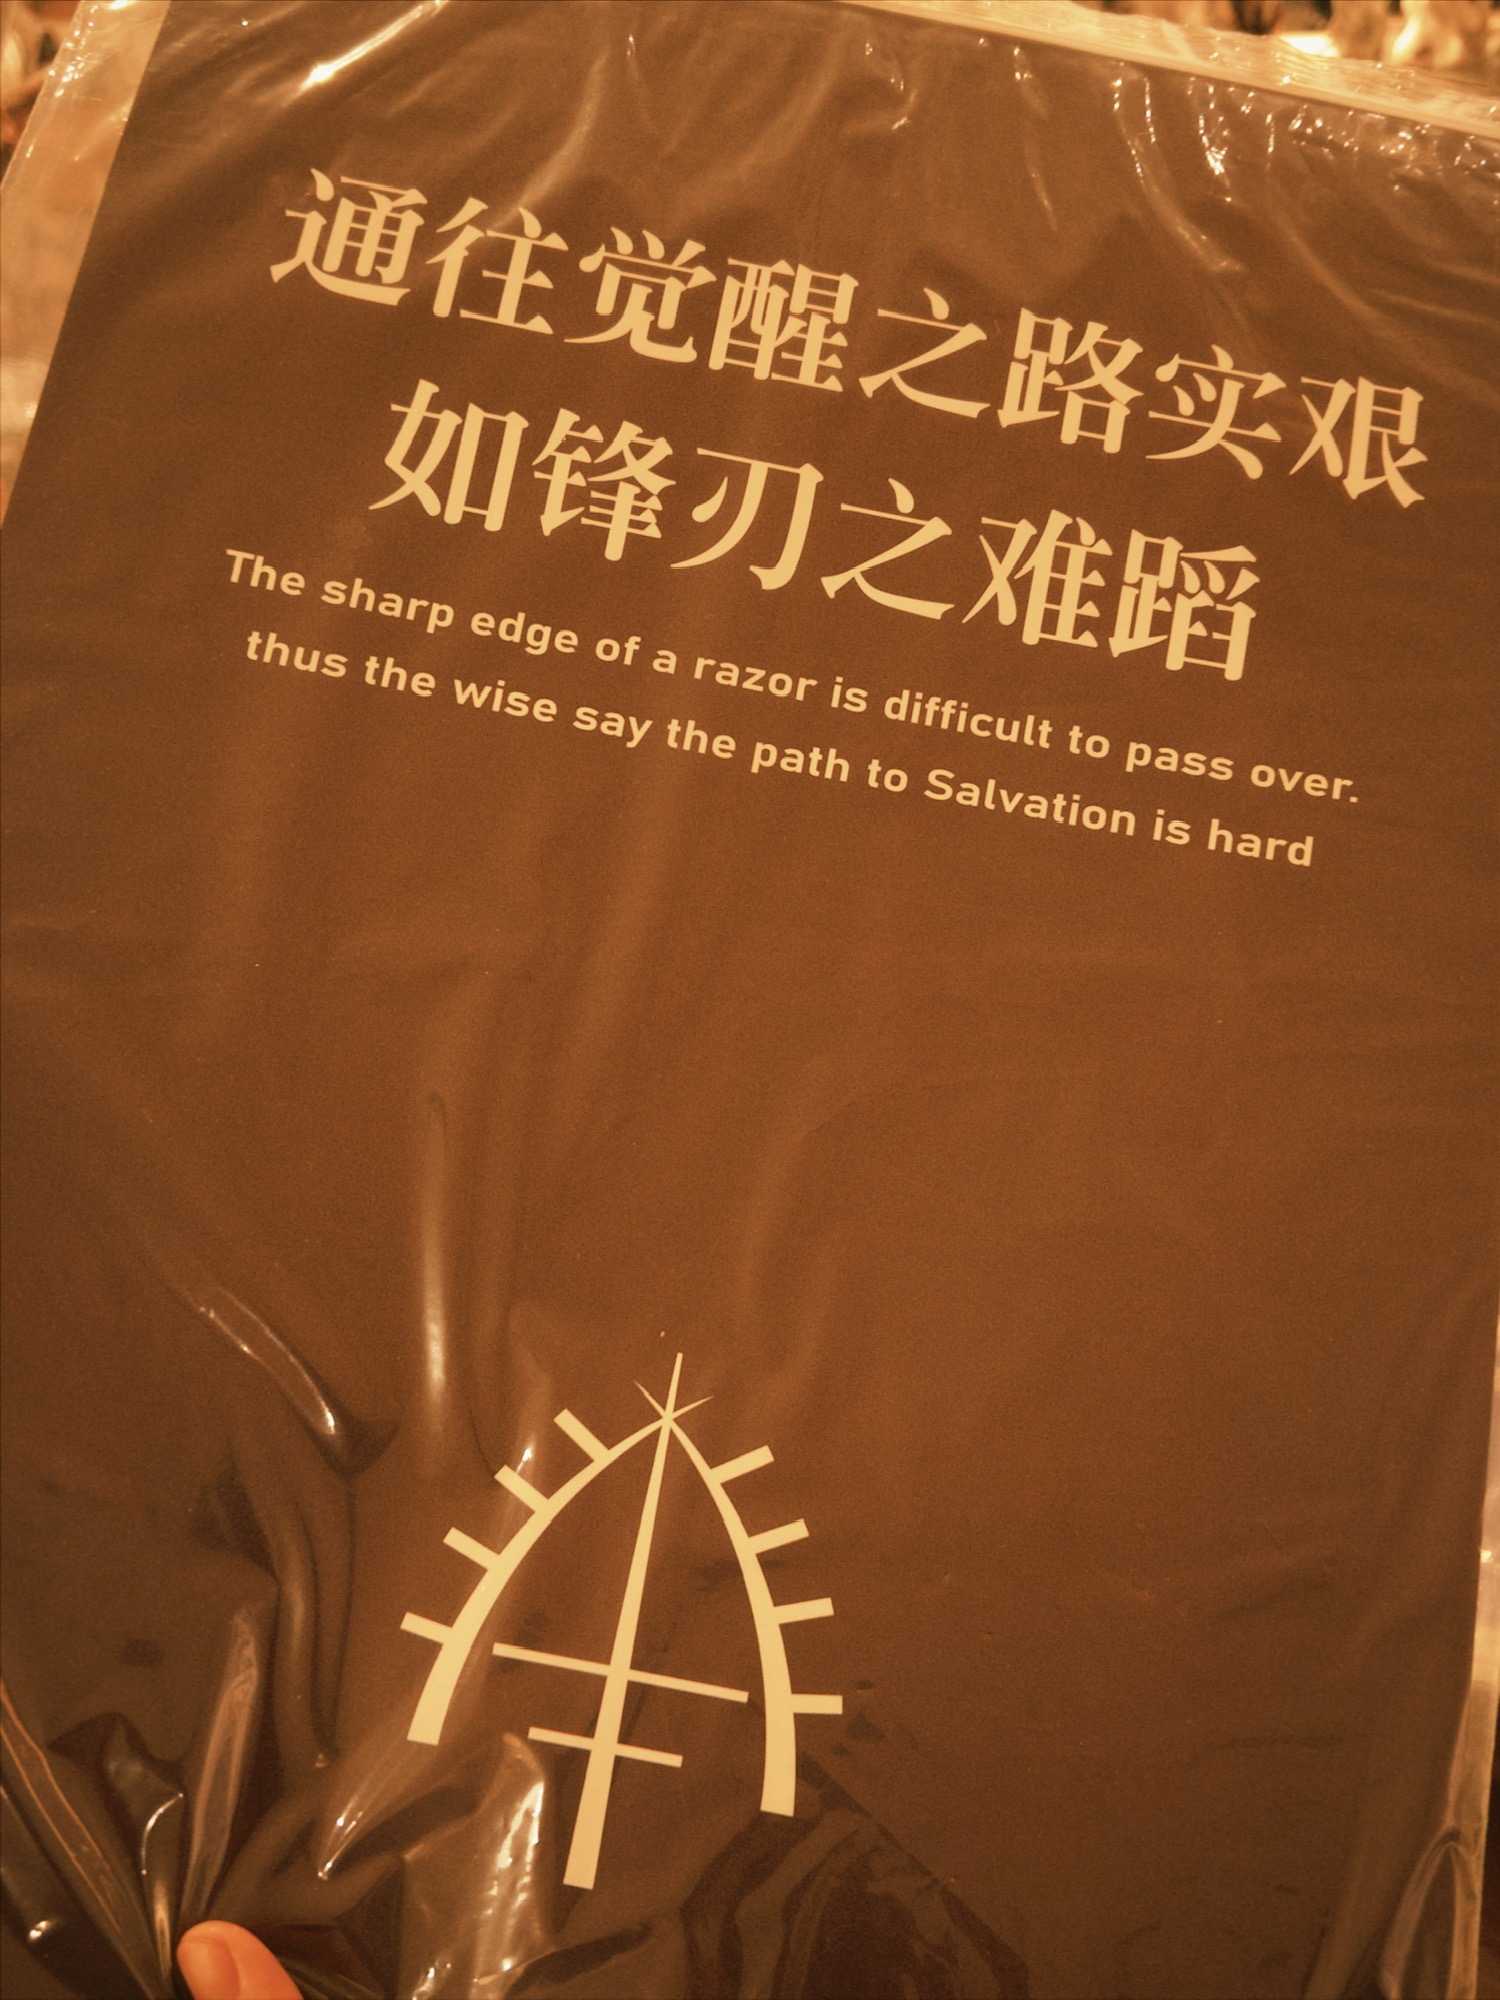 通往觉醒之路实艰
如锋刃之难蹈
The sharp edge of a razor is difficult to pass over.
thus the wise say the path to Salvation is hard